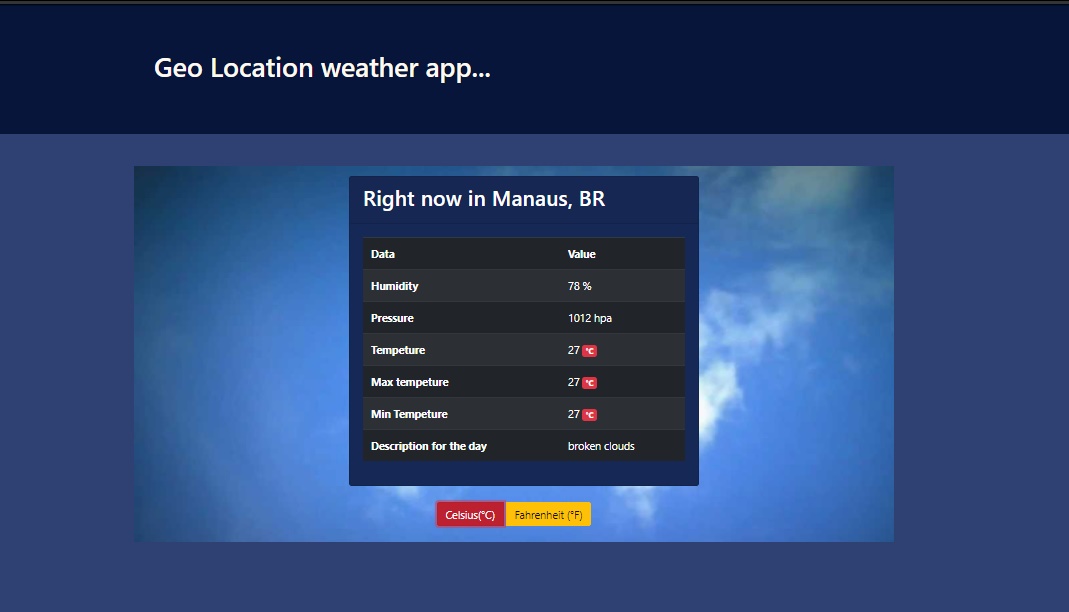 Geo Location weather app...
Right now in Manaus, BR
Data Value
Humidity 78 %
Pressure 1012 hpa
Tempeture 27 °C
Max tempeture 27 °C
Min Tempeture 27 °C
Description for the day broken clouds
Celsius(°C) Fahrenheit (°F)